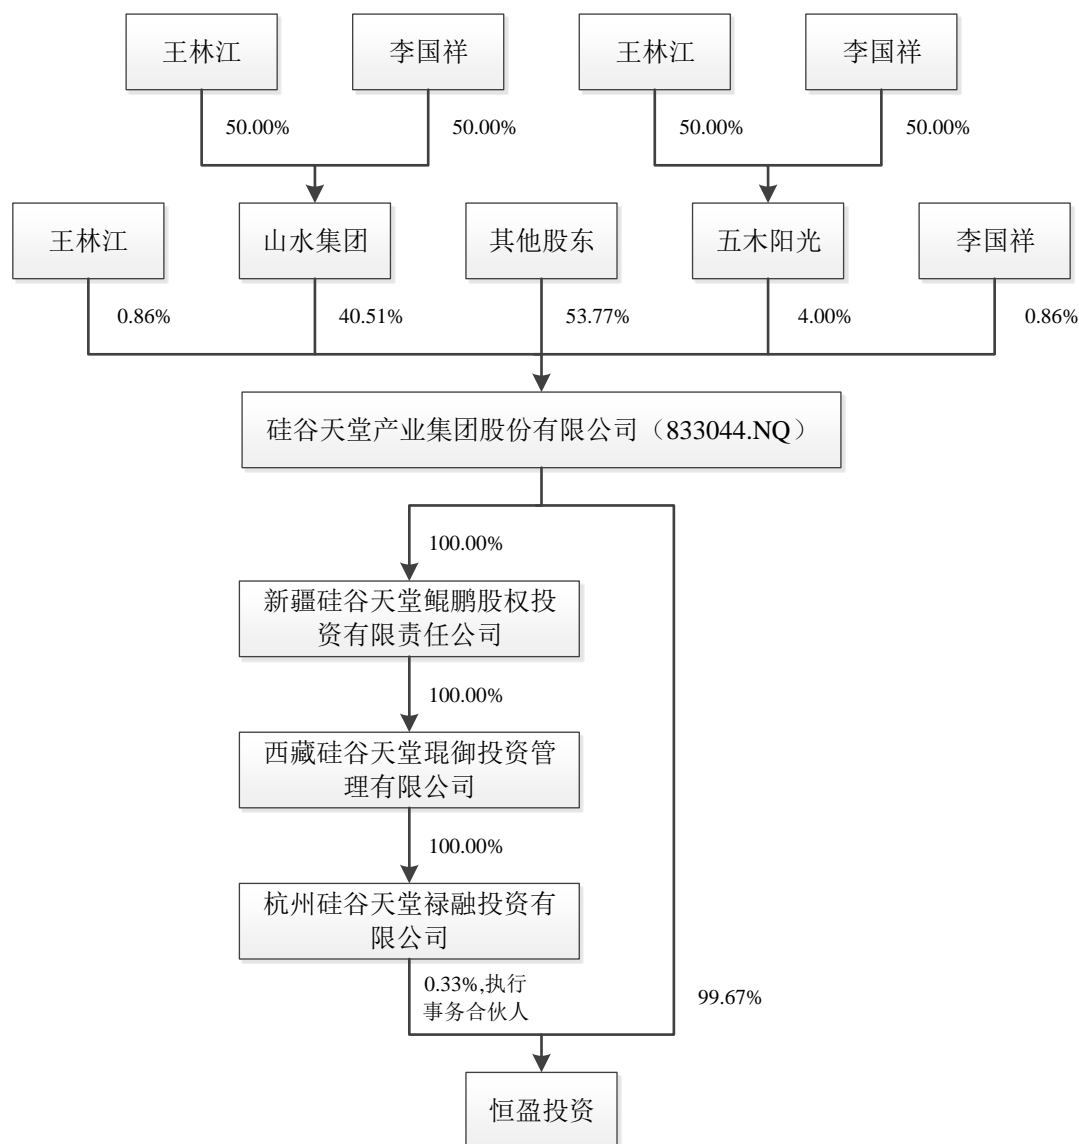 王林江
李国祥
王林江
李国祥
50.00%
50.00%
50.00%
50.00%
王林江
山水集团
其他股东
五木阳光
李国祥
0.86%
40.51%
53.77%
4.00%
0.86%
硅谷天堂产业集团股份有限公司（833044.NQ）
100.00%
新疆硅谷天堂鲲鹏股权投
资有限责任公司
100.00%
西藏硅谷天堂琨御投资管
理有限公司
100.00%
杭州硅谷天堂禄融投资有
限公司
0.33%,执行
事务合伙人
99.67%
恒盈投资